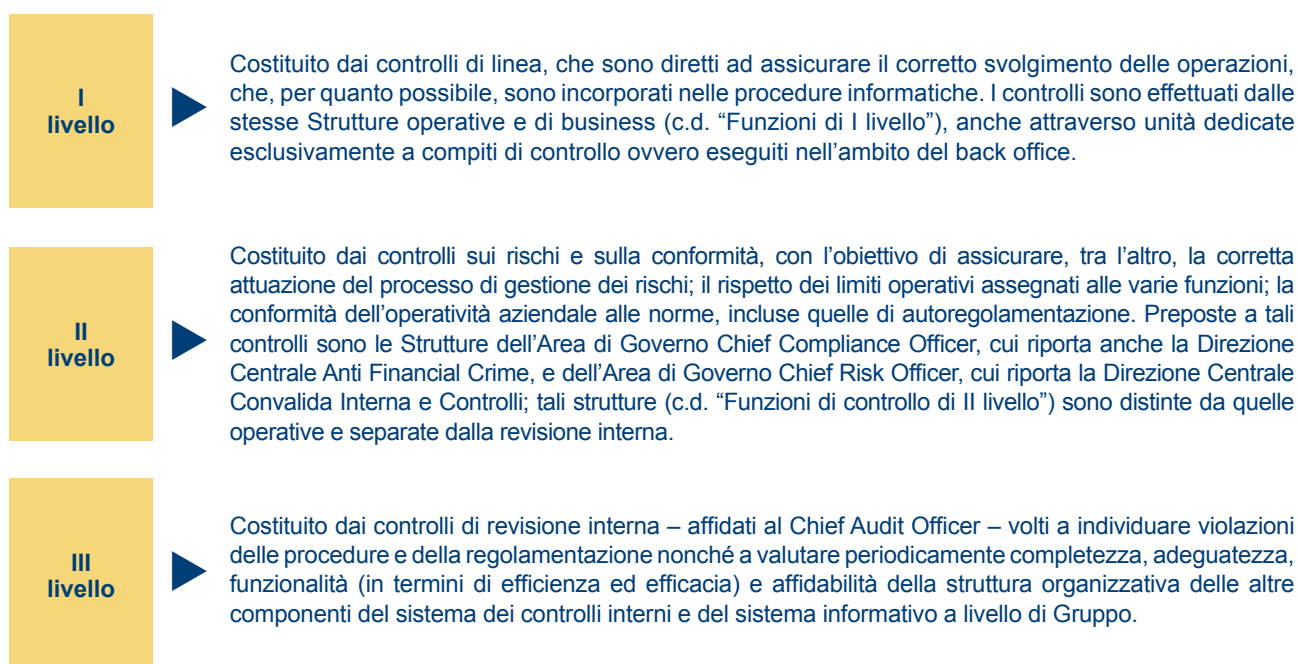 I
livello
Costituito dai controlli di linea, che sono diretti ad assicurare il corretto svolgimento delle operazioni,
che, per quanto possibile, sono incorporati nelle procedure informatiche. I controlli sono effettuati dalle
stesse Strutture operative e di business (c.d. “Funzioni di I livello”), anche attraverso unità dedicate
esclusivamente a compiti di controllo ovvero eseguiti nell’ambito del back office.
II
livello
Costituito dai controlli sui rischi e sulla conformità, con l’obiettivo di assicurare, tra l’altro, la corretta
attuazione del processo di gestione dei rischi; il rispetto dei limiti operativi assegnati alle varie funzioni; la
conformità dell’operatività aziendale alle norme, incluse quelle di autoregolamentazione. Preposte a tali
controlli sono le Strutture dell’Area di Governo Chief Compliance Officer, cui riporta anche la Direzione
Centrale Anti Financial Crime, e dell’Area di Governo Chief Risk Officer, cui riporta la Direzione Centrale
Convalida Interna e Controlli; tali strutture (c.d. “Funzioni di controllo di II livello”) sono distinte da quelle
operative e separate dalla revisione interna.
III
livello
Costituito dai controlli di revisione interna – affidati al Chief Audit Officer – volti a individuare violazioni
delle procedure e della regolamentazione nonché a valutare periodicamente completezza, adeguatezza,
funzionalità (in termini di efficienza ed efficacia) e affidabilità della struttura organizzativa delle altre
componenti del sistema dei controlli interni e del sistema informativo a livello di Gruppo.